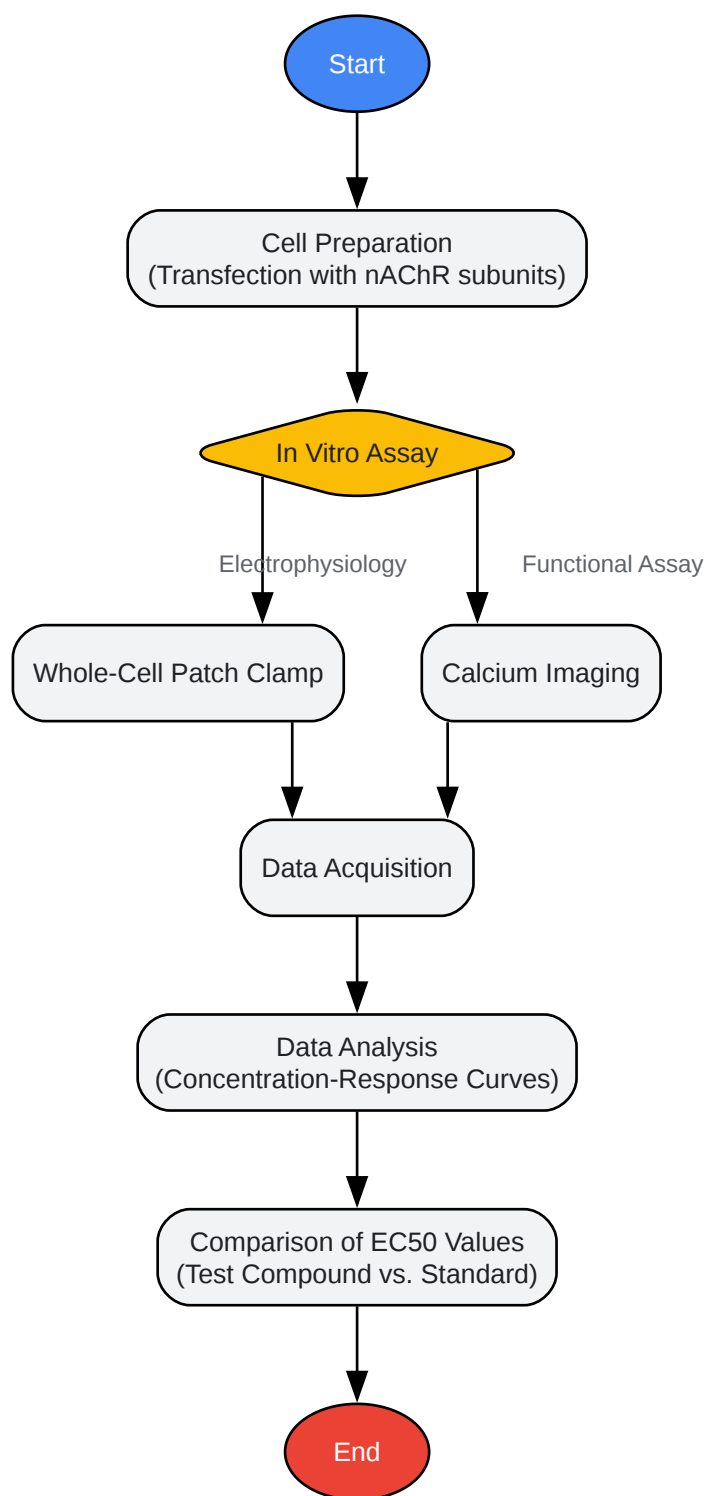 Start
Cell Preparation
(Transfection with nAChR subunits)
In Vitro Assay
Electrophysiology
Functional Assay
Whole-Cell Patch Clamp
Calcium Imaging
Data Acquisition
Data Analysis
(Concentration-Response Curves)
Comparison of EC50 Values
(Test Compound vs. Standard)
End